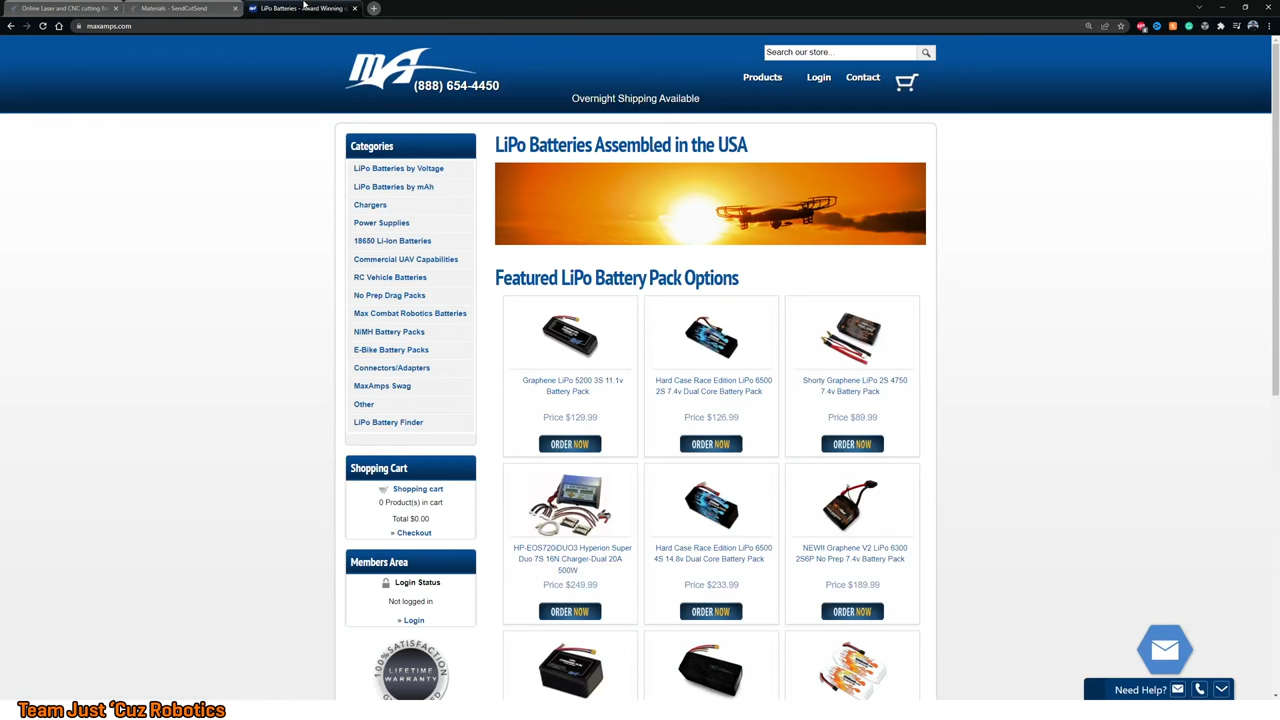 Online Laser and CNC cutting fo
Materials - SendCutSend
LiPo Batteries - Award Winning
maxamps.com
MA
(888) 654-4450
Search our store...
Products Login Contact
Overnight Shipping Available
Categories
LiPo Batteries by Voltage
LiPo Batteries by mAh
Chargers
Power Supplies
18650 Li-Ion Batteries
Commercial UAV Capabilities
RC Vehicle Batteries
No Prep Drag Packs
Max Combat Robotics Batteries
NiMH Battery Packs
E-Bike Battery Packs
Connectors/Adapters
MaxAmps Swag
Other
LiPo Battery Finder
Shopping Cart
Shopping cart
0 Product(s) in cart
Total $0.00
» Checkout
Members Area
Login Status
Not logged in
» Login
100% SATISFACTION
LIFETIME
WARRANTY
LiPo Batteries Assembled in the USA
Featured LiPo Battery Pack Options
Graphene LiPo 5200 3S 11.1v
Battery Pack
Price $129.99
ORDER NOW
Hard Case Race Edition LiPo 6500
2S 7.4v Dual Core Battery Pack
Price $126.99
ORDER NOW
Shorty Graphene LiPo 2S 4750
7.4v Battery Pack
Price $89.99
ORDER NOW
HP-EOS720iDUO3 Hyperion Super
Duo 7S 16N Charger-Dual 20A
500W
Price $249.99
ORDER NOW
Hard Case Race Edition LiPo 6500
4S 14.8v Dual Core Battery Pack
Price $233.99
ORDER NOW
NEW!! Graphene V2 LiPo 6300
2S6P No Prep 7.4v Battery Pack
Price $189.99
ORDER NOW
Need Help?
Team Just ‘Cuz Robotics